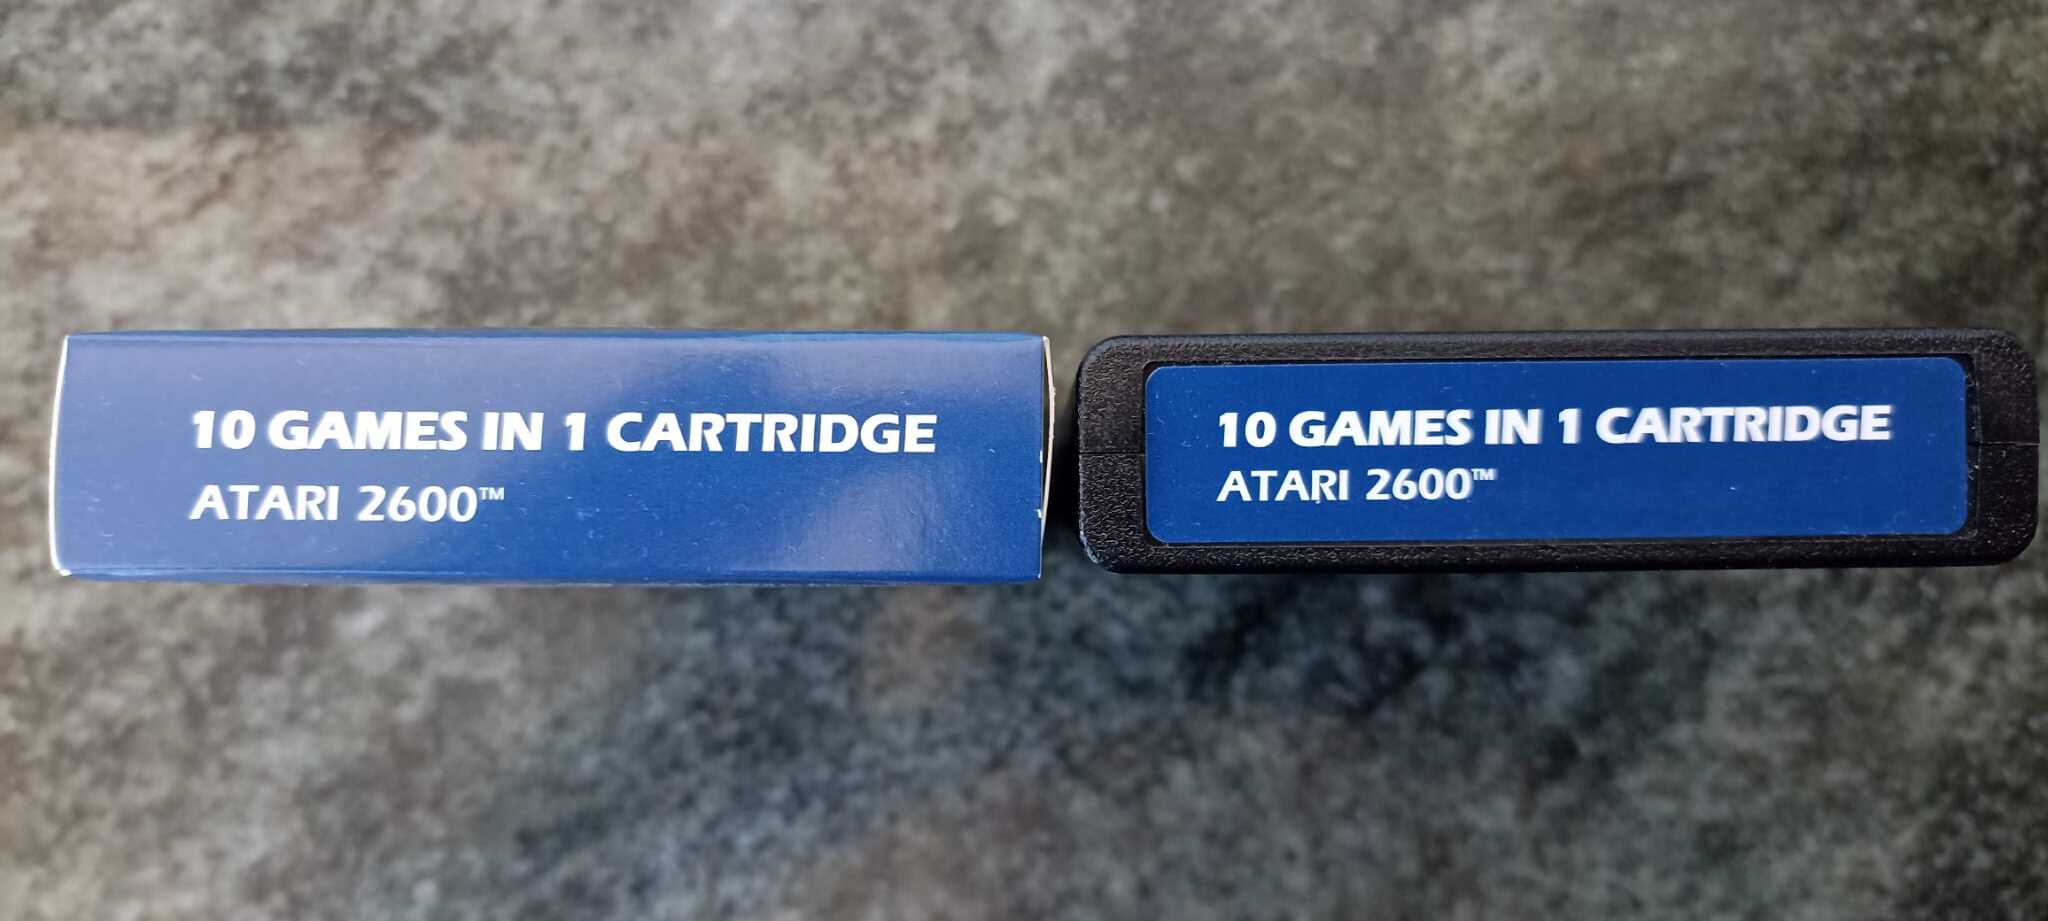 10 GAMES IN 1 CARTRIDGE
ATARI 2600™
10 GAMES IN 1 CARTRIDGE
ATARI 2600™